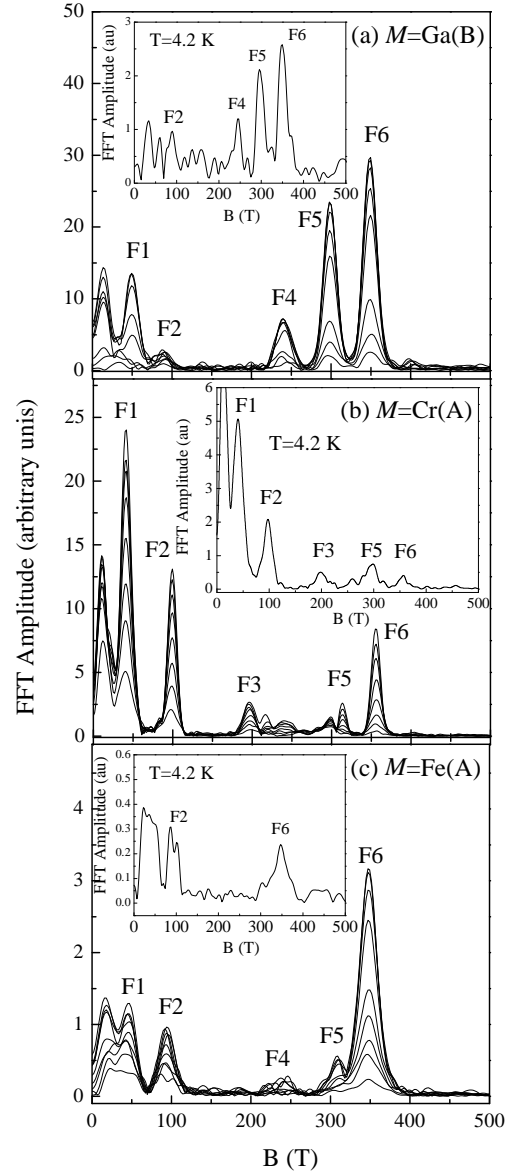 50
40
30
20
10
0
(a) M=Ga(B)
F1
F2
F4
F5
F6
3
2
1
0
T=4.2 K
F2
F4
F5
F6
FFT Amplitude (au)
0 100 200 300 400 500
B (T)
FFT Amplitude (arbitrary unis)
25
20
15
10
5
0
(b) M=Cr(A)
F1
F2
F3
F5
F6
6
5
4
3
2
1
0
F1
T=4.2 K
F2
F3
F5
F6
FFT Amplitude (au)
0 100 200 300 400 500
B (T)
4
3
2
1
0
(c) M=Fe(A)
F1
F2
F4
F5
F6
0.6
0.5
0.4
0.3
0.2
0.1
0.0
T=4.2 K
F2
F6
FFT Amplitude (au)
0 100 200 300 400 500
B (T)
0 100 200 300 400 500
B (T)